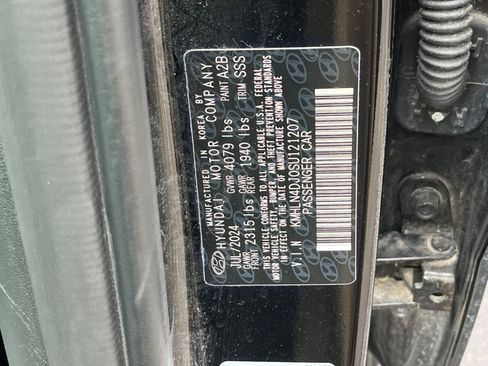 MANUFACTURED IN KOREA BY
HYUNDAI MOTOR COMPANY
JUL/2024 GVWR 4079 lbs PAINT A2B
GAWR FRONT 2315 lbs GAWR REAR 1940 lbs TRIM SSS
THIS VEHICLE CONFORMS TO ALL APPLICABLE U.S.A. FEDERAL
MOTOR VEHICLE SAFETY, BUMPER, AND THEFT PREVENTION STANDARDS
IN EFFECT ON THE DATE OF MANUFACTURE SHOWN ABOVE
V I N KMHLN4DJ0SU121207
PASSENGER CAR